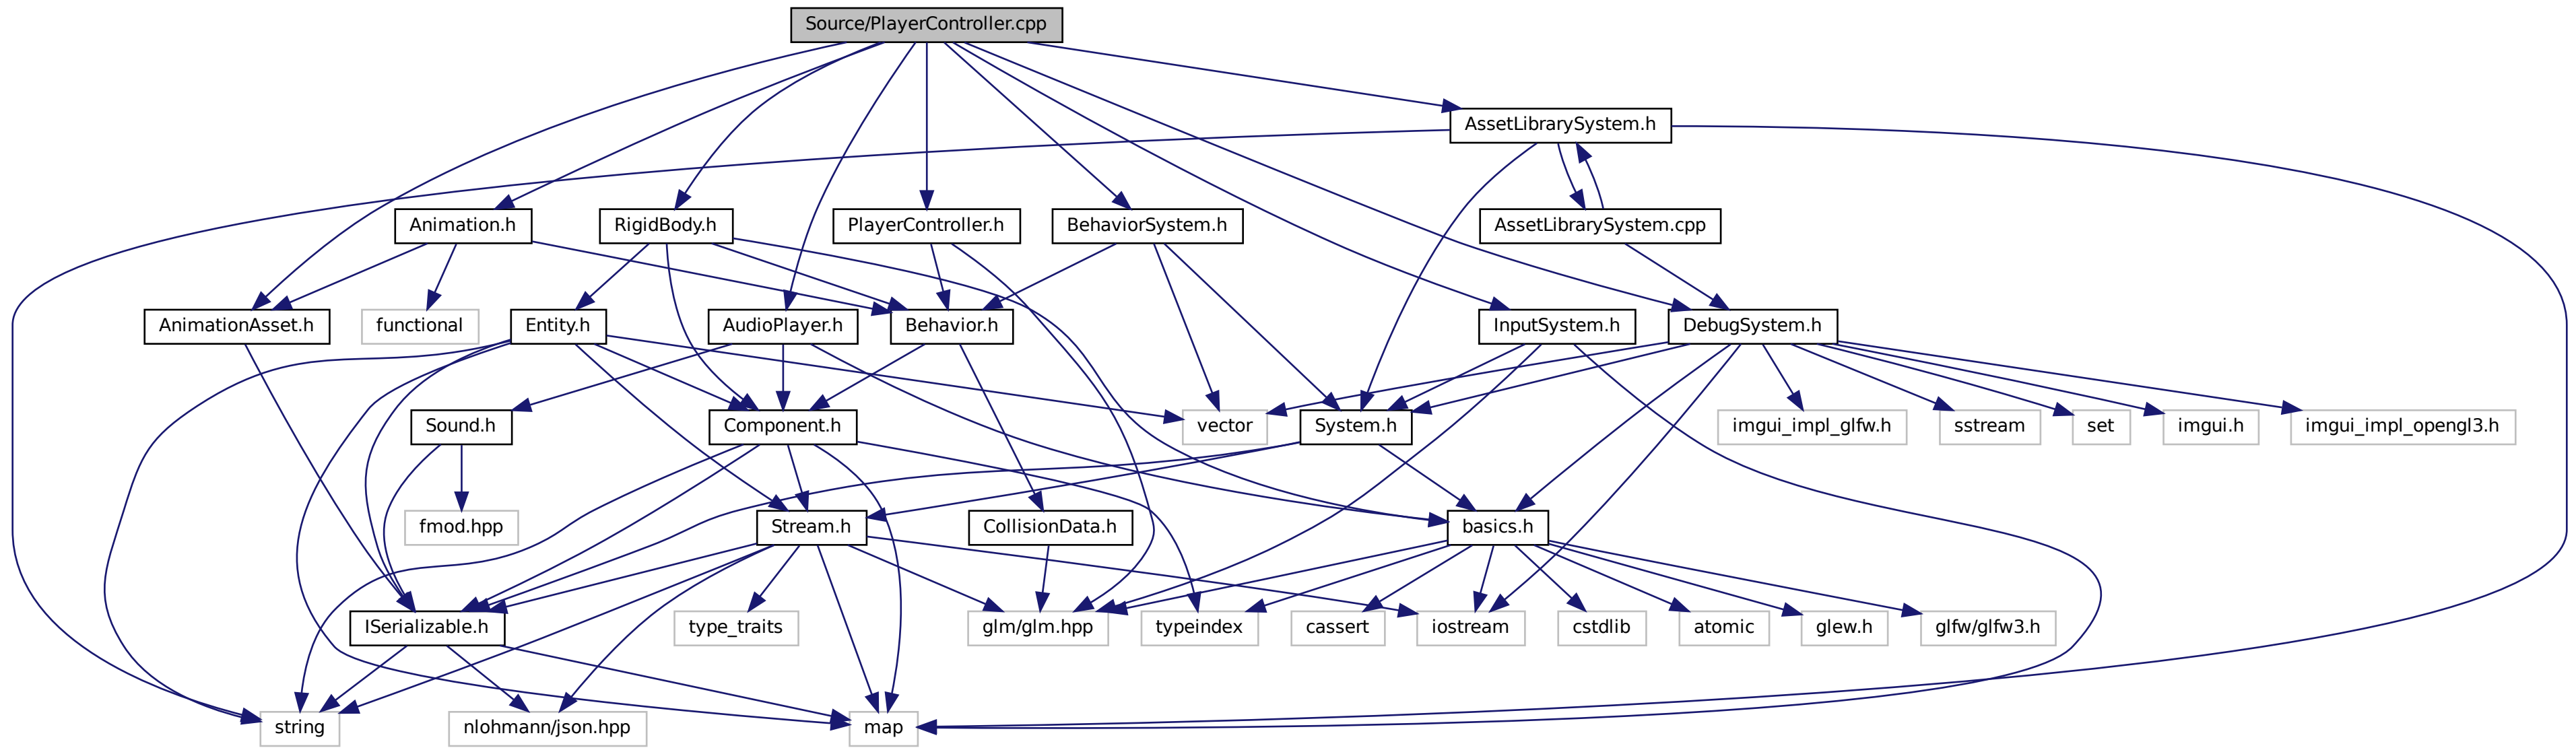 Source/PlayerController.cpp
AssetLibrarySystem.h
Animation.h
RigidBody.h
PlayerController.h
BehaviorSystem.h
AssetLibrarySystem.cpp
AnimationAsset.h
functional
Entity.h
AudioPlayer.h
Behavior.h
InputSystem.h
DebugSystem.h
Sound.h
Component.h
vector
System.h
imgui_impl_glfw.h
sstream
set
imgui.h
imgui_impl_opengl3.h
fmod.hpp
Stream.h
CollisionData.h
basics.h
ISerializable.h
type_traits
glm/glm.hpp
typeindex
cassert
iostream
cstdlib
atomic
glew.h
glfw/glfw3.h
string
nlohmann/json.hpp
map